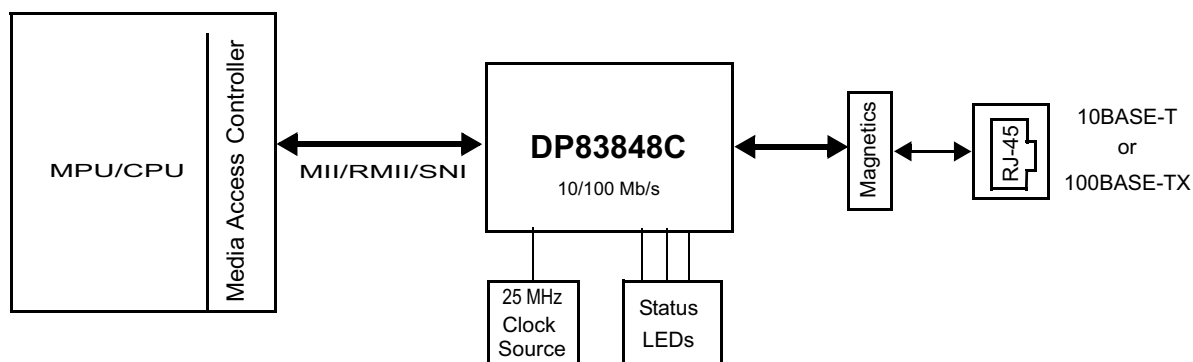 MPU/CPU
Media Access Controller
MII/RMII/SNI
DP83848C
10/100 Mb/s
25 MHz
Clock
Source
Status
LEDs
Magnetics
RJ-45
10BASE-T
or
100BASE-TX